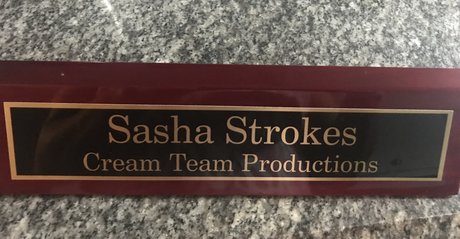 Sasha Strokes
Cream Team Productions